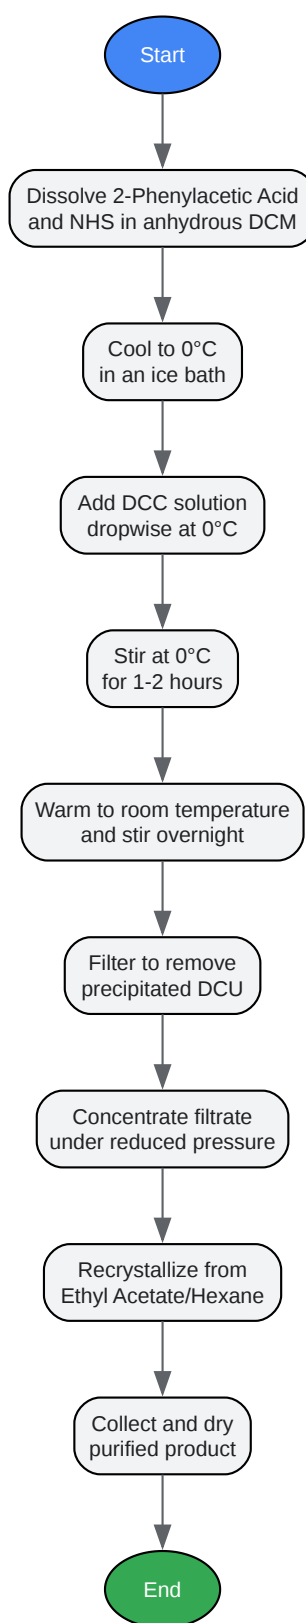 Start
Dissolve 2-Phenylacetic Acid
and NHS in anhydrous DCM
Cool to 0°C
in an ice bath
Add DCC solution
dropwise at 0°C
Stir at 0°C
for 1-2 hours
Warm to room temperature
and stir overnight
Filter to remove
precipitated DCU
Concentrate filtrate
under reduced pressure
Recrystallize from
Ethyl Acetate/Hexane
Collect and dry
purified product
End